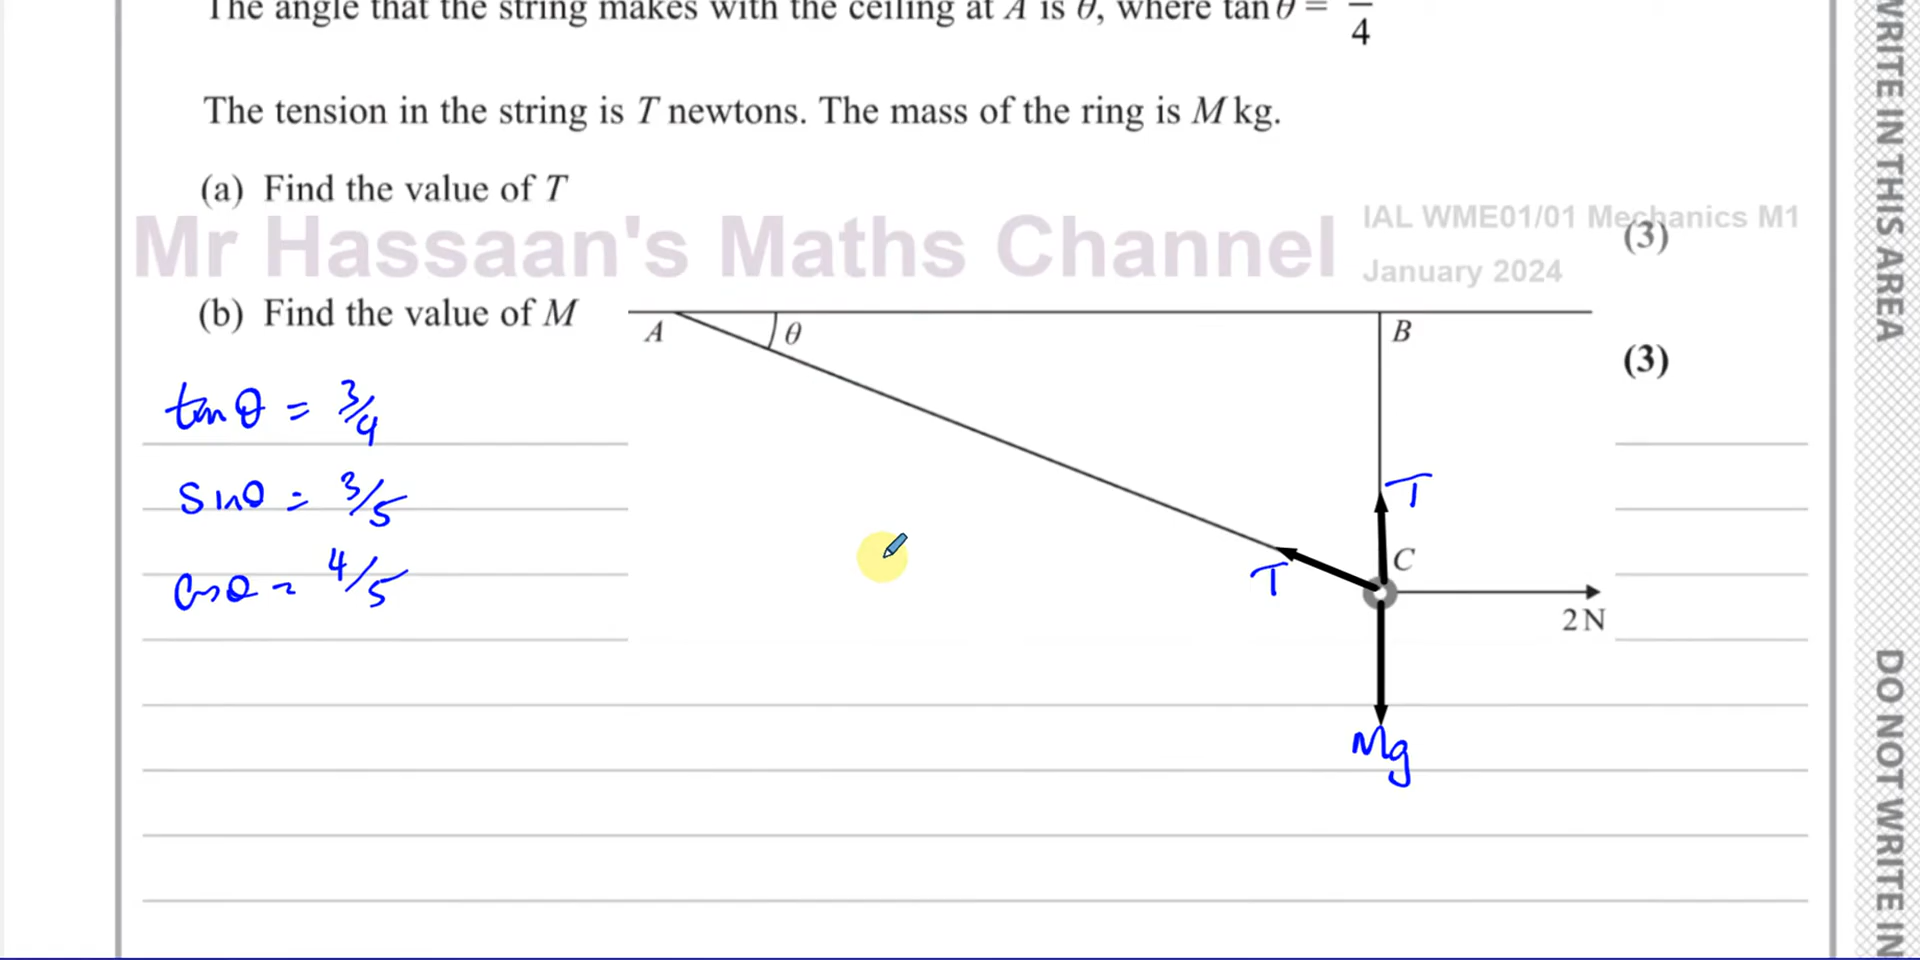 The angle that the string makes with the ceiling at A is θ, where tan θ = — 4
The tension in the string is T newtons. The mass of the ring is M kg.
(a) Find the value of T
Mr Hassaan's Maths Channel
IAL WME01/01 Mechanics M1
January 2024
(3)
(b) Find the value of M
(3)
A
θ
B
tan θ = 3/4
sin θ = 3/5
cos θ = 4/5
T
C
T
2 N
Mg
WRITE IN THIS AREA
DO NOT WRITE IN